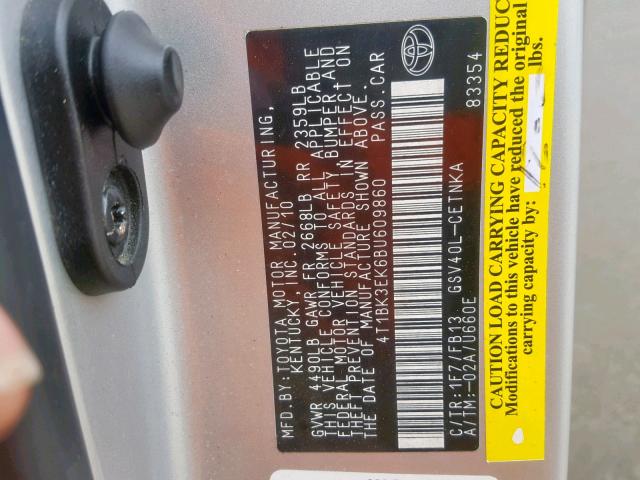 MFD.BY:TOYOTA MOTOR MANUFACTURING,
KENTUCKY, INC. 02/10
GVWR 4490LB GAWR FR 2668LB RR 2359LB
THIS VEHICLE CONFORMS TO ALL APPLICABLE
FEDERAL MOTOR VEHICLE SAFETY, BUMPER, AND
THEFT PREVENTION STANDARDS IN EFFECT ON
THE DATE OF MANUFACTURE SHOWN ABOVE.
4T1BK3EK6BU609860 PASS.CAR
C/TR:1F7/FB13 GSV40L-CETNKA
A/TM:-02A/U660E 83354
CAUTION LOAD CARRYING CAPACITY REDUC
Modifications to this vehicle have reduced the original
carrying capacity by: lbs.